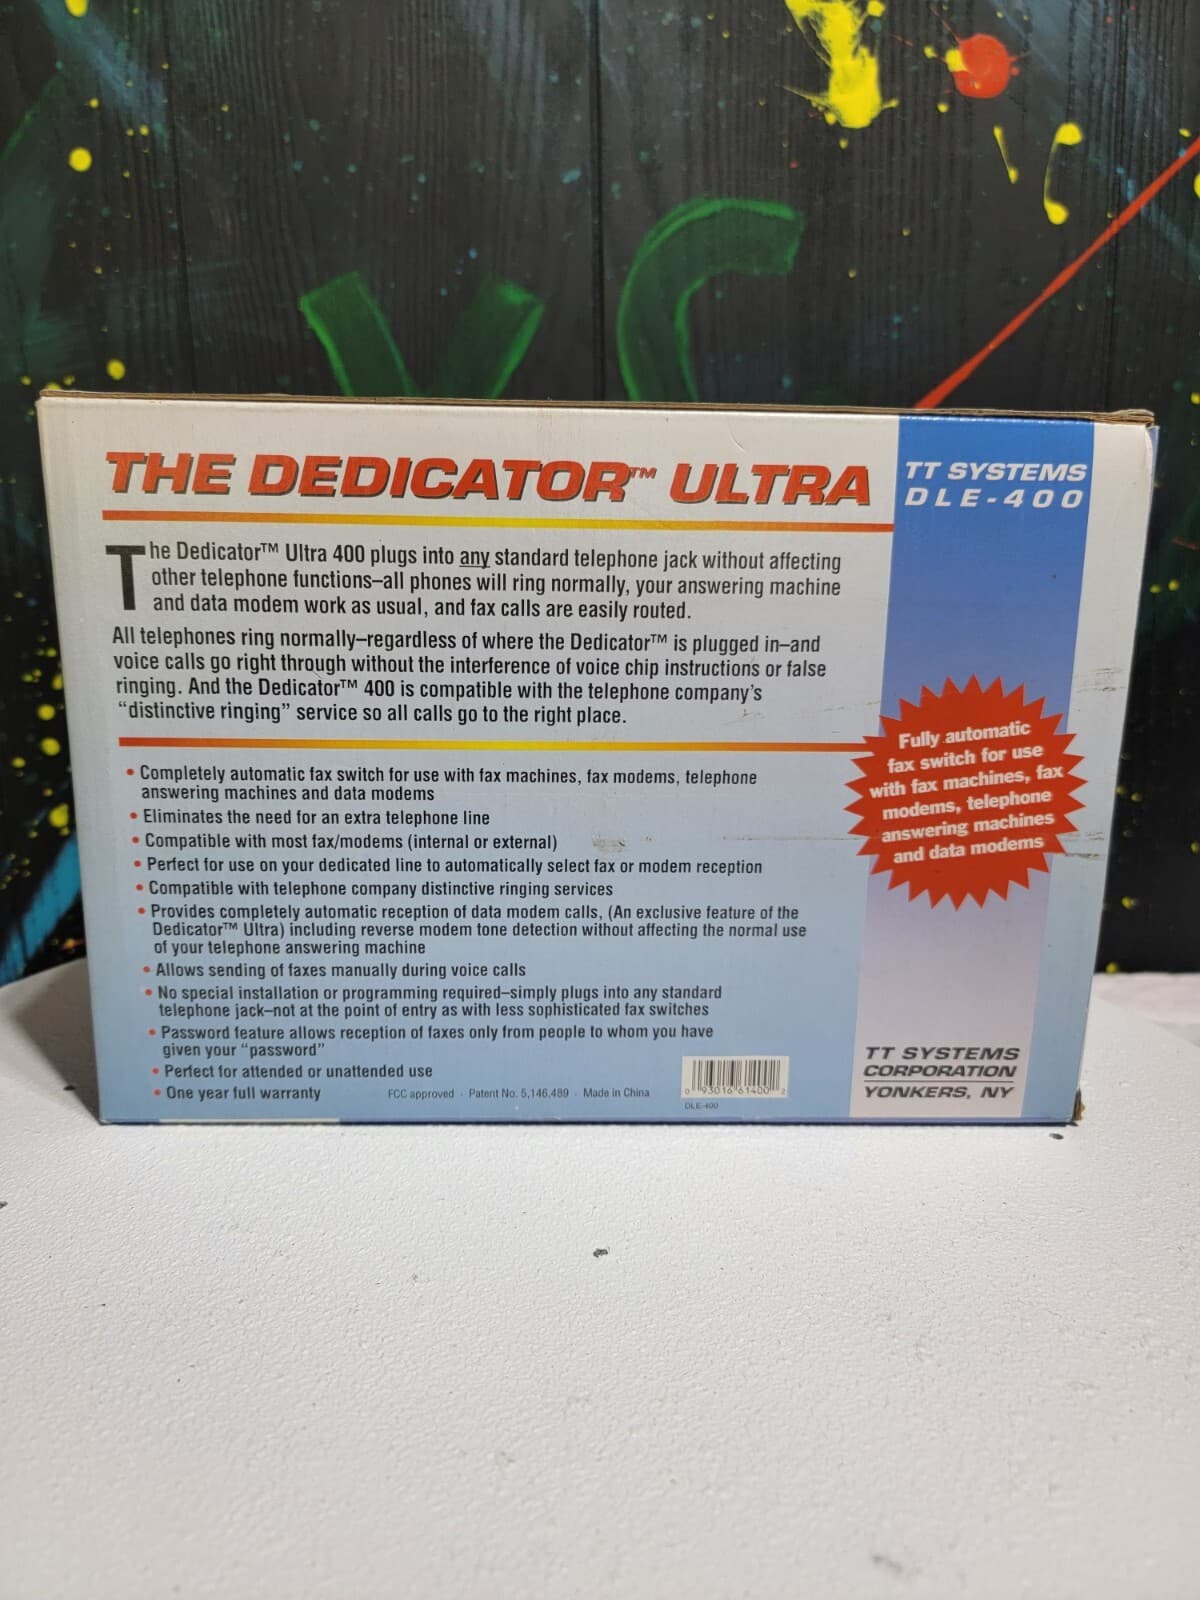 THE DEDICATOR™ ULTRA
The Dedicator™ Ultra 400 plugs into any standard telephone jack without affecting
other telephone functions–all phones will ring normally, your answering machine
and data modem work as usual, and fax calls are easily routed.
All telephones ring normally–regardless of where the Dedicator™ is plugged in–and
voice calls go right through without the interference of voice chip instructions or false
ringing. And the Dedicator™ 400 is compatible with the telephone company's
"distinctive ringing" service so all calls go to the right place.
• Completely automatic fax switch for use with fax machines, fax modems, telephone
answering machines and data modems
• Eliminates the need for an extra telephone line
• Compatible with most fax/modems (internal or external)
• Perfect for use on your dedicated line to automatically select fax or modem reception
• Compatible with telephone company distinctive ringing services
• Provides completely automatic reception of data modem calls, (An exclusive feature of the
Dedicator™ Ultra) including reverse modem tone detection without affecting the normal use
of your telephone answering machine
• Allows sending of faxes manually during voice calls
• No special installation or programming required–simply plugs into any standard
telephone jack–not at the point of entry as with less sophisticated fax switches
• Password feature allows reception of faxes only from people to whom you have
given your "password"
• Perfect for attended or unattended use
• One year full warranty
FCC approved · Patent No. 5,146,489 · Made in China
0 93016 61400 2
DLE-400
TT SYSTEMS
DLE-400
Fully automatic
fax switch for use
with fax machines, fax
modems, telephone
answering machines
and data modems
TT SYSTEMS
CORPORATION
YONKERS, NY